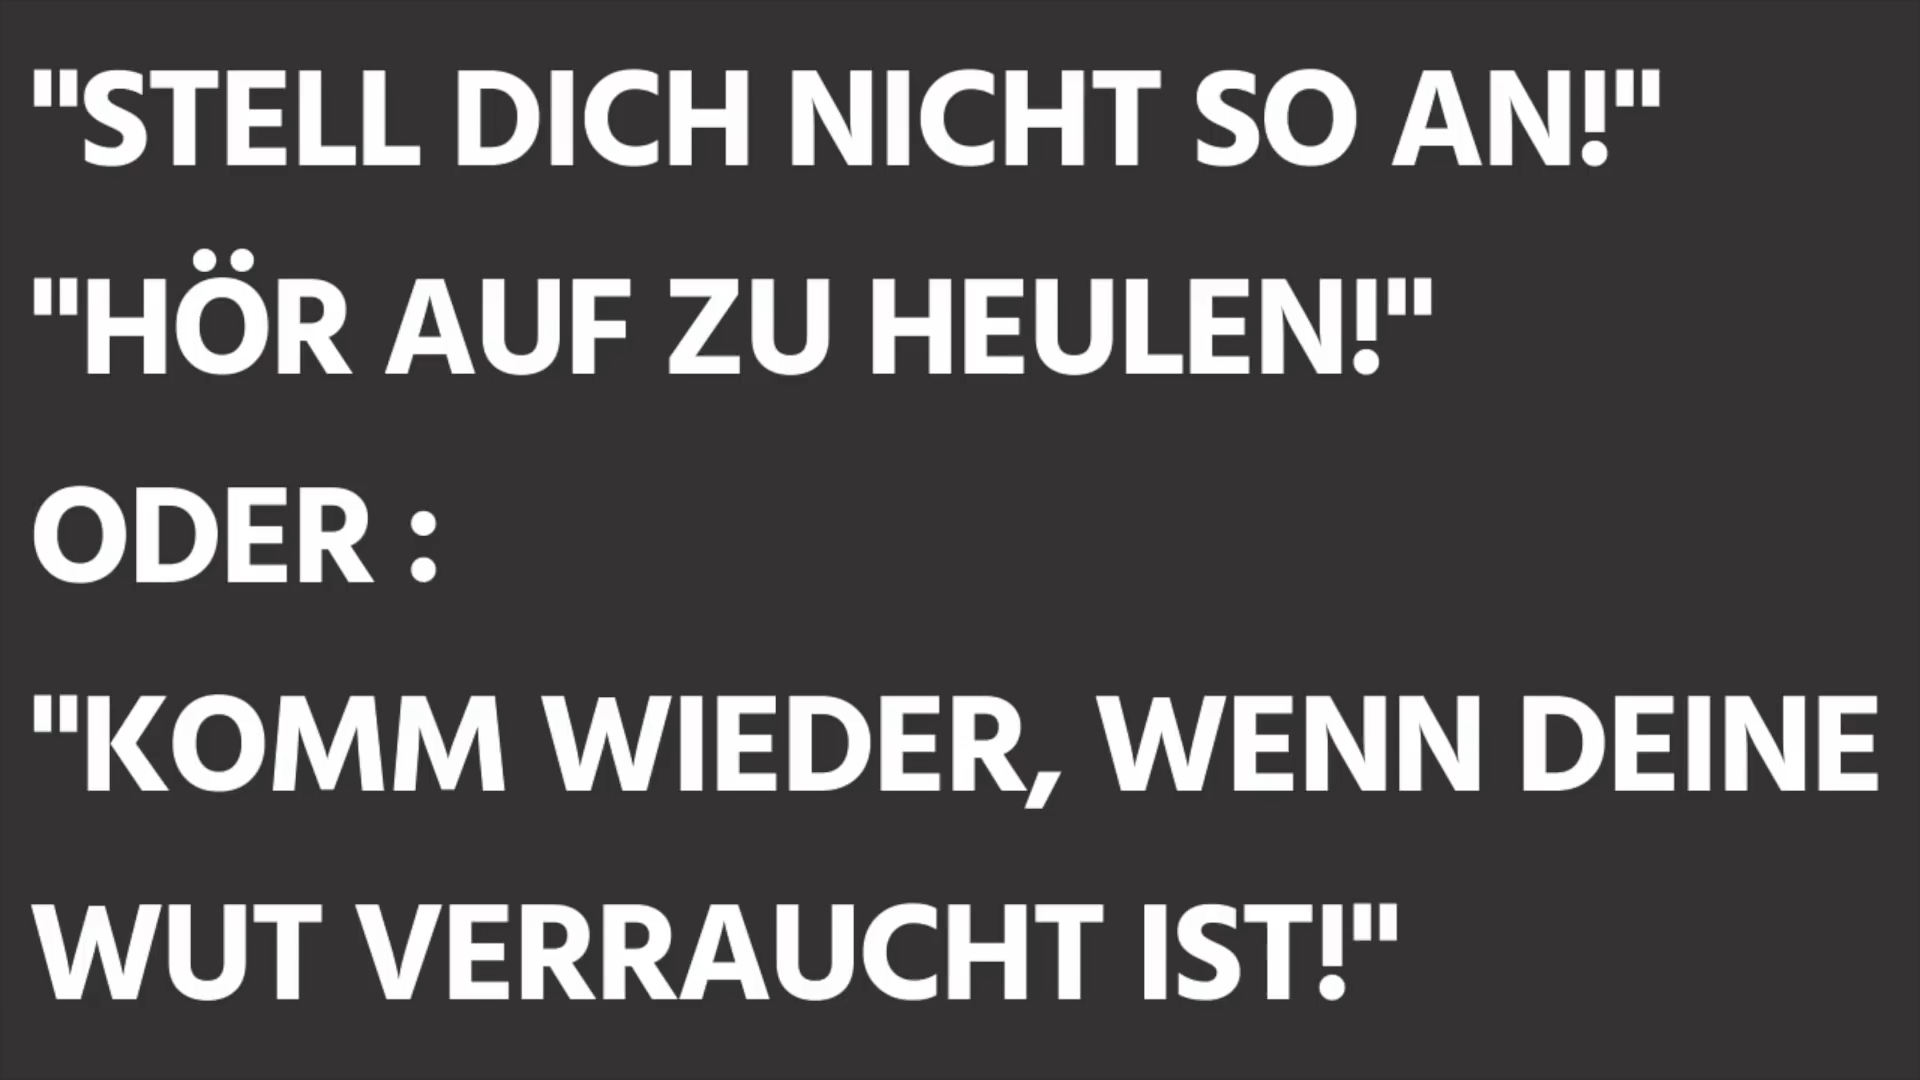 "STELL DICH NICHT SO AN!"
"HÖR AUF ZU HEULEN!"
ODER :
"KOMM WIEDER, WENN DEINE
WUT VERRAUCHT IST!"